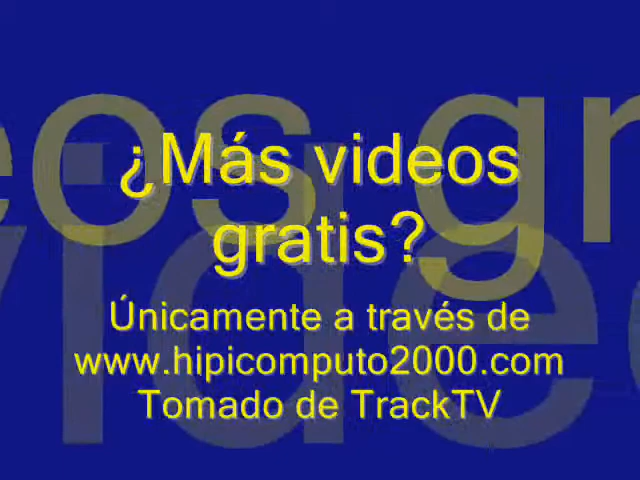 ¿Más videos
gratis?
Únicamente a través de
www.hipicomputo2000.com
Tomado de TrackTV